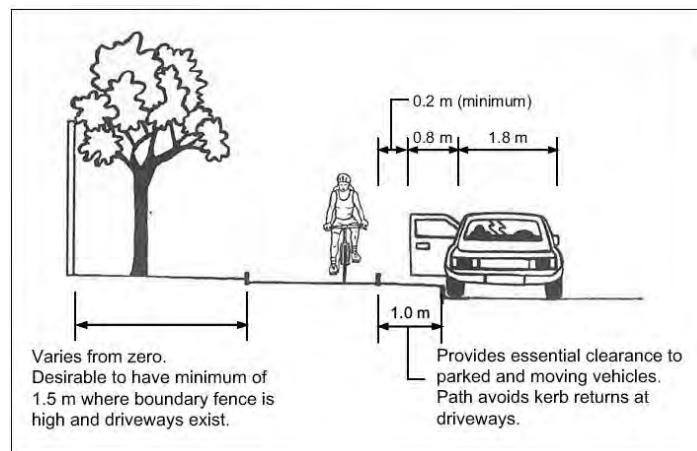 0.2 m (minimum)
0.8 m
1.8 m
1.0 m
Varies from zero.
Desirable to have minimum of
1.5 m where boundary fence is
high and driveways exist.
Provides essential clearance to
parked and moving vehicles.
Path avoids kerb returns at
driveways.